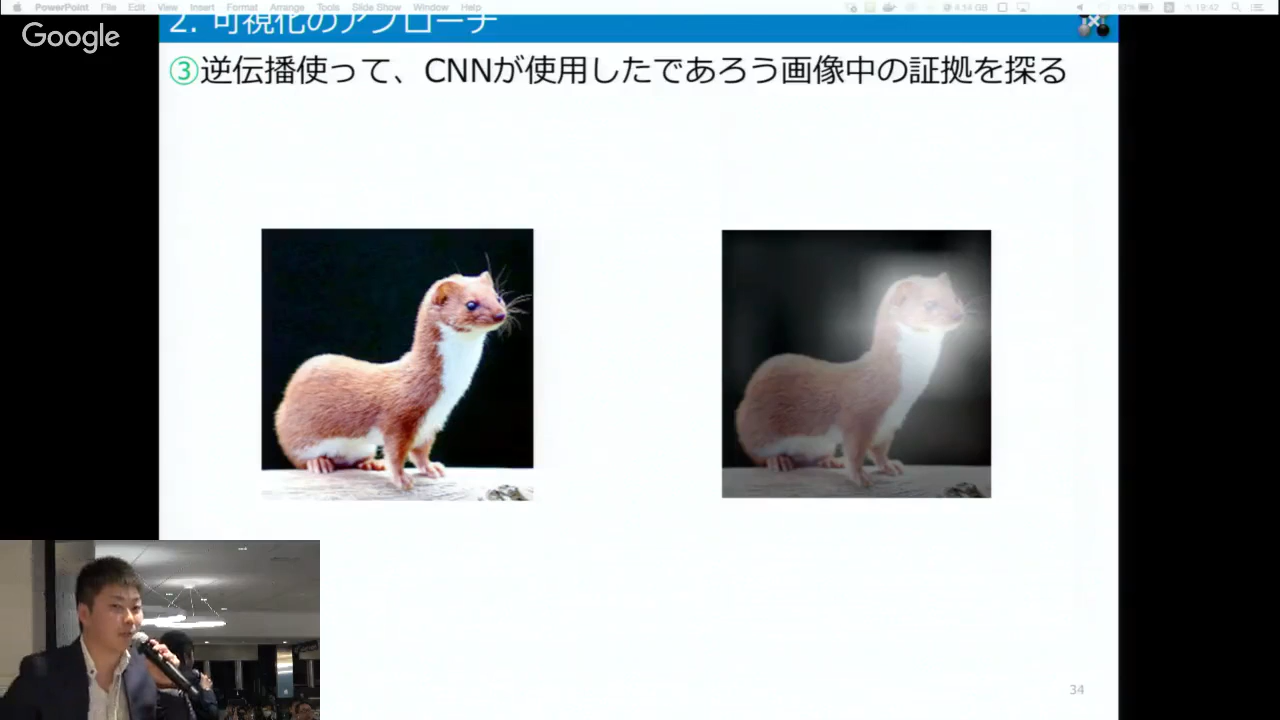 PowerPoint File Edit View Insert Format Arrange Tools Slide Show Window Help
19:42
Google
2. 可視化のアプローチ
③逆伝播使って、CNNが使用したであろう画像中の証拠を探る
34